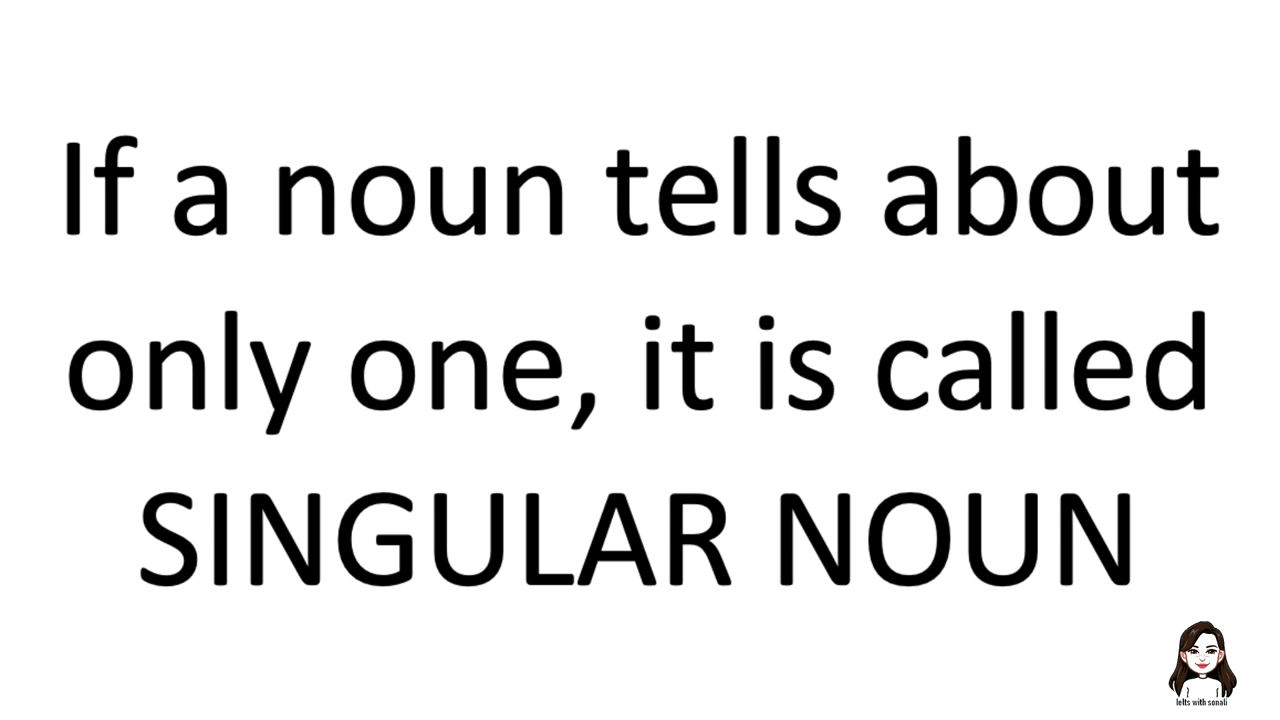 If a noun tells about
only one, it is called
SINGULAR NOUN
Ielts with sonali